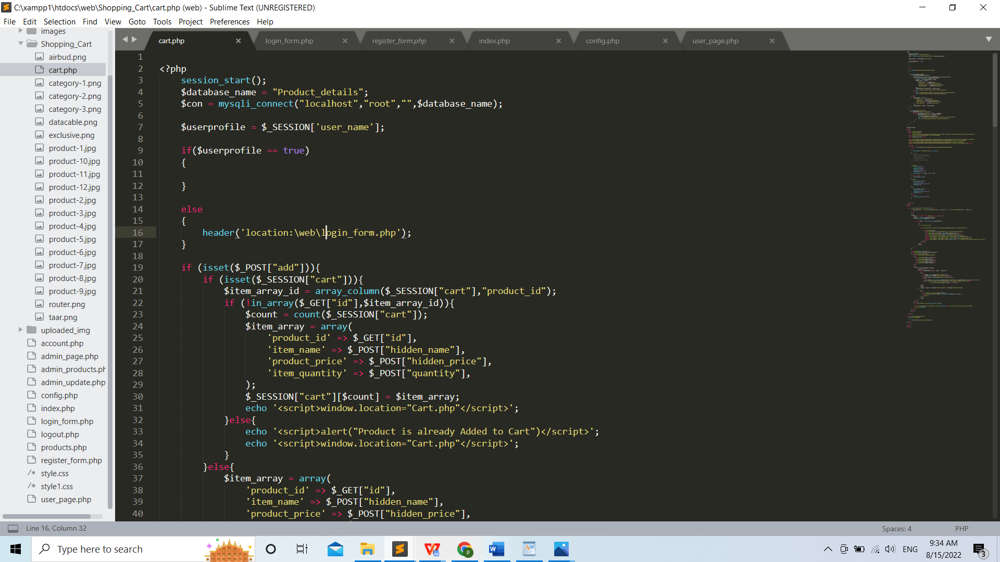 C:\xampp1\htdocs\web\Shopping_Cart\cart.php (web) - Sublime Text (UNREGISTERED)
File Edit Selection Find View Goto Tools Project Preferences Help
images
Shopping_Cart
airbud.png
cart.php
category-1.png
category-2.png
category-3.png
datacable.png
exclusive.png
product-1.jpg
product-10.jpg
product-11.jpg
product-12.jpg
product-2.jpg
product-3.jpg
product-4.jpg
product-5.jpg
product-6.jpg
product-7.jpg
product-8.jpg
product-9.jpg
router.png
taar.png
uploaded_img
account.php
admin_page.php
admin_products.ph
admin_update.php
config.php
index.php
login_form.php
logout.php
products.php
register_form.php
/* style.css
/* style1.css
user_page.php
cart.php login_form.php register_form.php index.php config.php user_page.php
1
2 <?php
3 session_start();
4 $database_name = "Product_details";
5 $con = mysqli_connect("localhost","root","",$database_name);
6
7 $userprofile = $_SESSION['user_name'];
8
9 if($userprofile == true)
10 {
11
12 }
13
14 else
15 {
16 header('location:\web\login_form.php');
17 }
18
19 if (isset($_POST["add"])){
20 if (isset($_SESSION["cart"])){
21 $item_array_id = array_column($_SESSION["cart"],"product_id");
22 if (!in_array($_GET["id"],$item_array_id)){
23 $count = count($_SESSION["cart"]);
24 $item_array = array(
25 'product_id' => $_GET["id"],
26 'item_name' => $_POST["hidden_name"],
27 'product_price' => $_POST["hidden_price"],
28 'item_quantity' => $_POST["quantity"],
29 );
30 $_SESSION["cart"][$count] = $item_array;
31 echo '<script>window.location="Cart.php"</script>';
32 }else{
33 echo '<script>alert("Product is already Added to Cart")</script>';
34 echo '<script>window.location="Cart.php"</script>';
35 }
36 }else{
37 $item_array = array(
38 'product_id' => $_GET["id"],
39 'item_name' => $_POST["hidden_name"],
40 'product_price' => $_POST["hidden_price"],
Line 16, Column 32 Spaces: 4 PHP
Type here to search
ENG
9:34 AM
8/15/2022
3